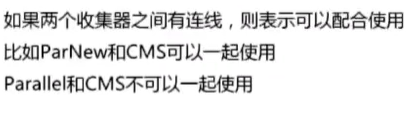 如果两个收集器之间有连线，则表示可以配合使用
比如ParNew和CMS可以一起使用
Parallel和CMS不可以一起使用